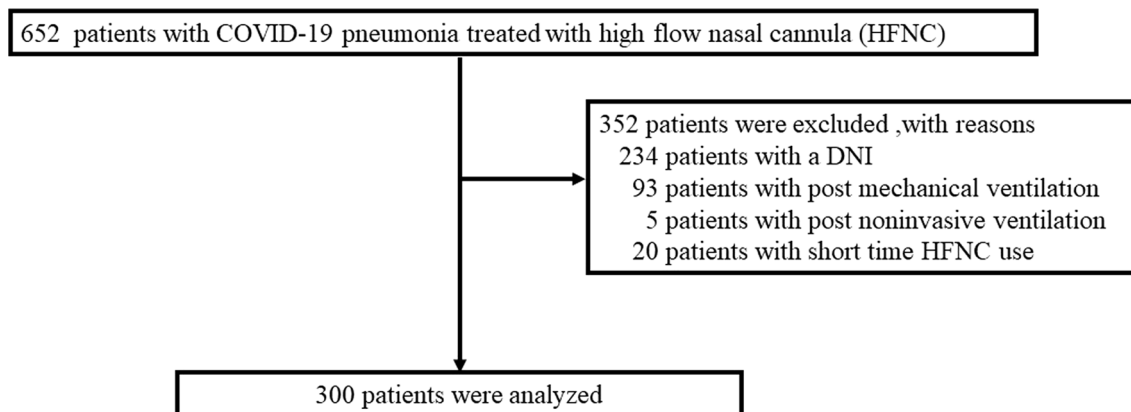 652 patients with COVID-19 pneumonia treated with high flow nasal cannula (HFNC)
352 patients were excluded ,with reasons
234 patients with a DNI
93 patients with post mechanical ventilation
5 patients with post noninvasive ventilation
20 patients with short time HFNC use
300 patients were analyzed